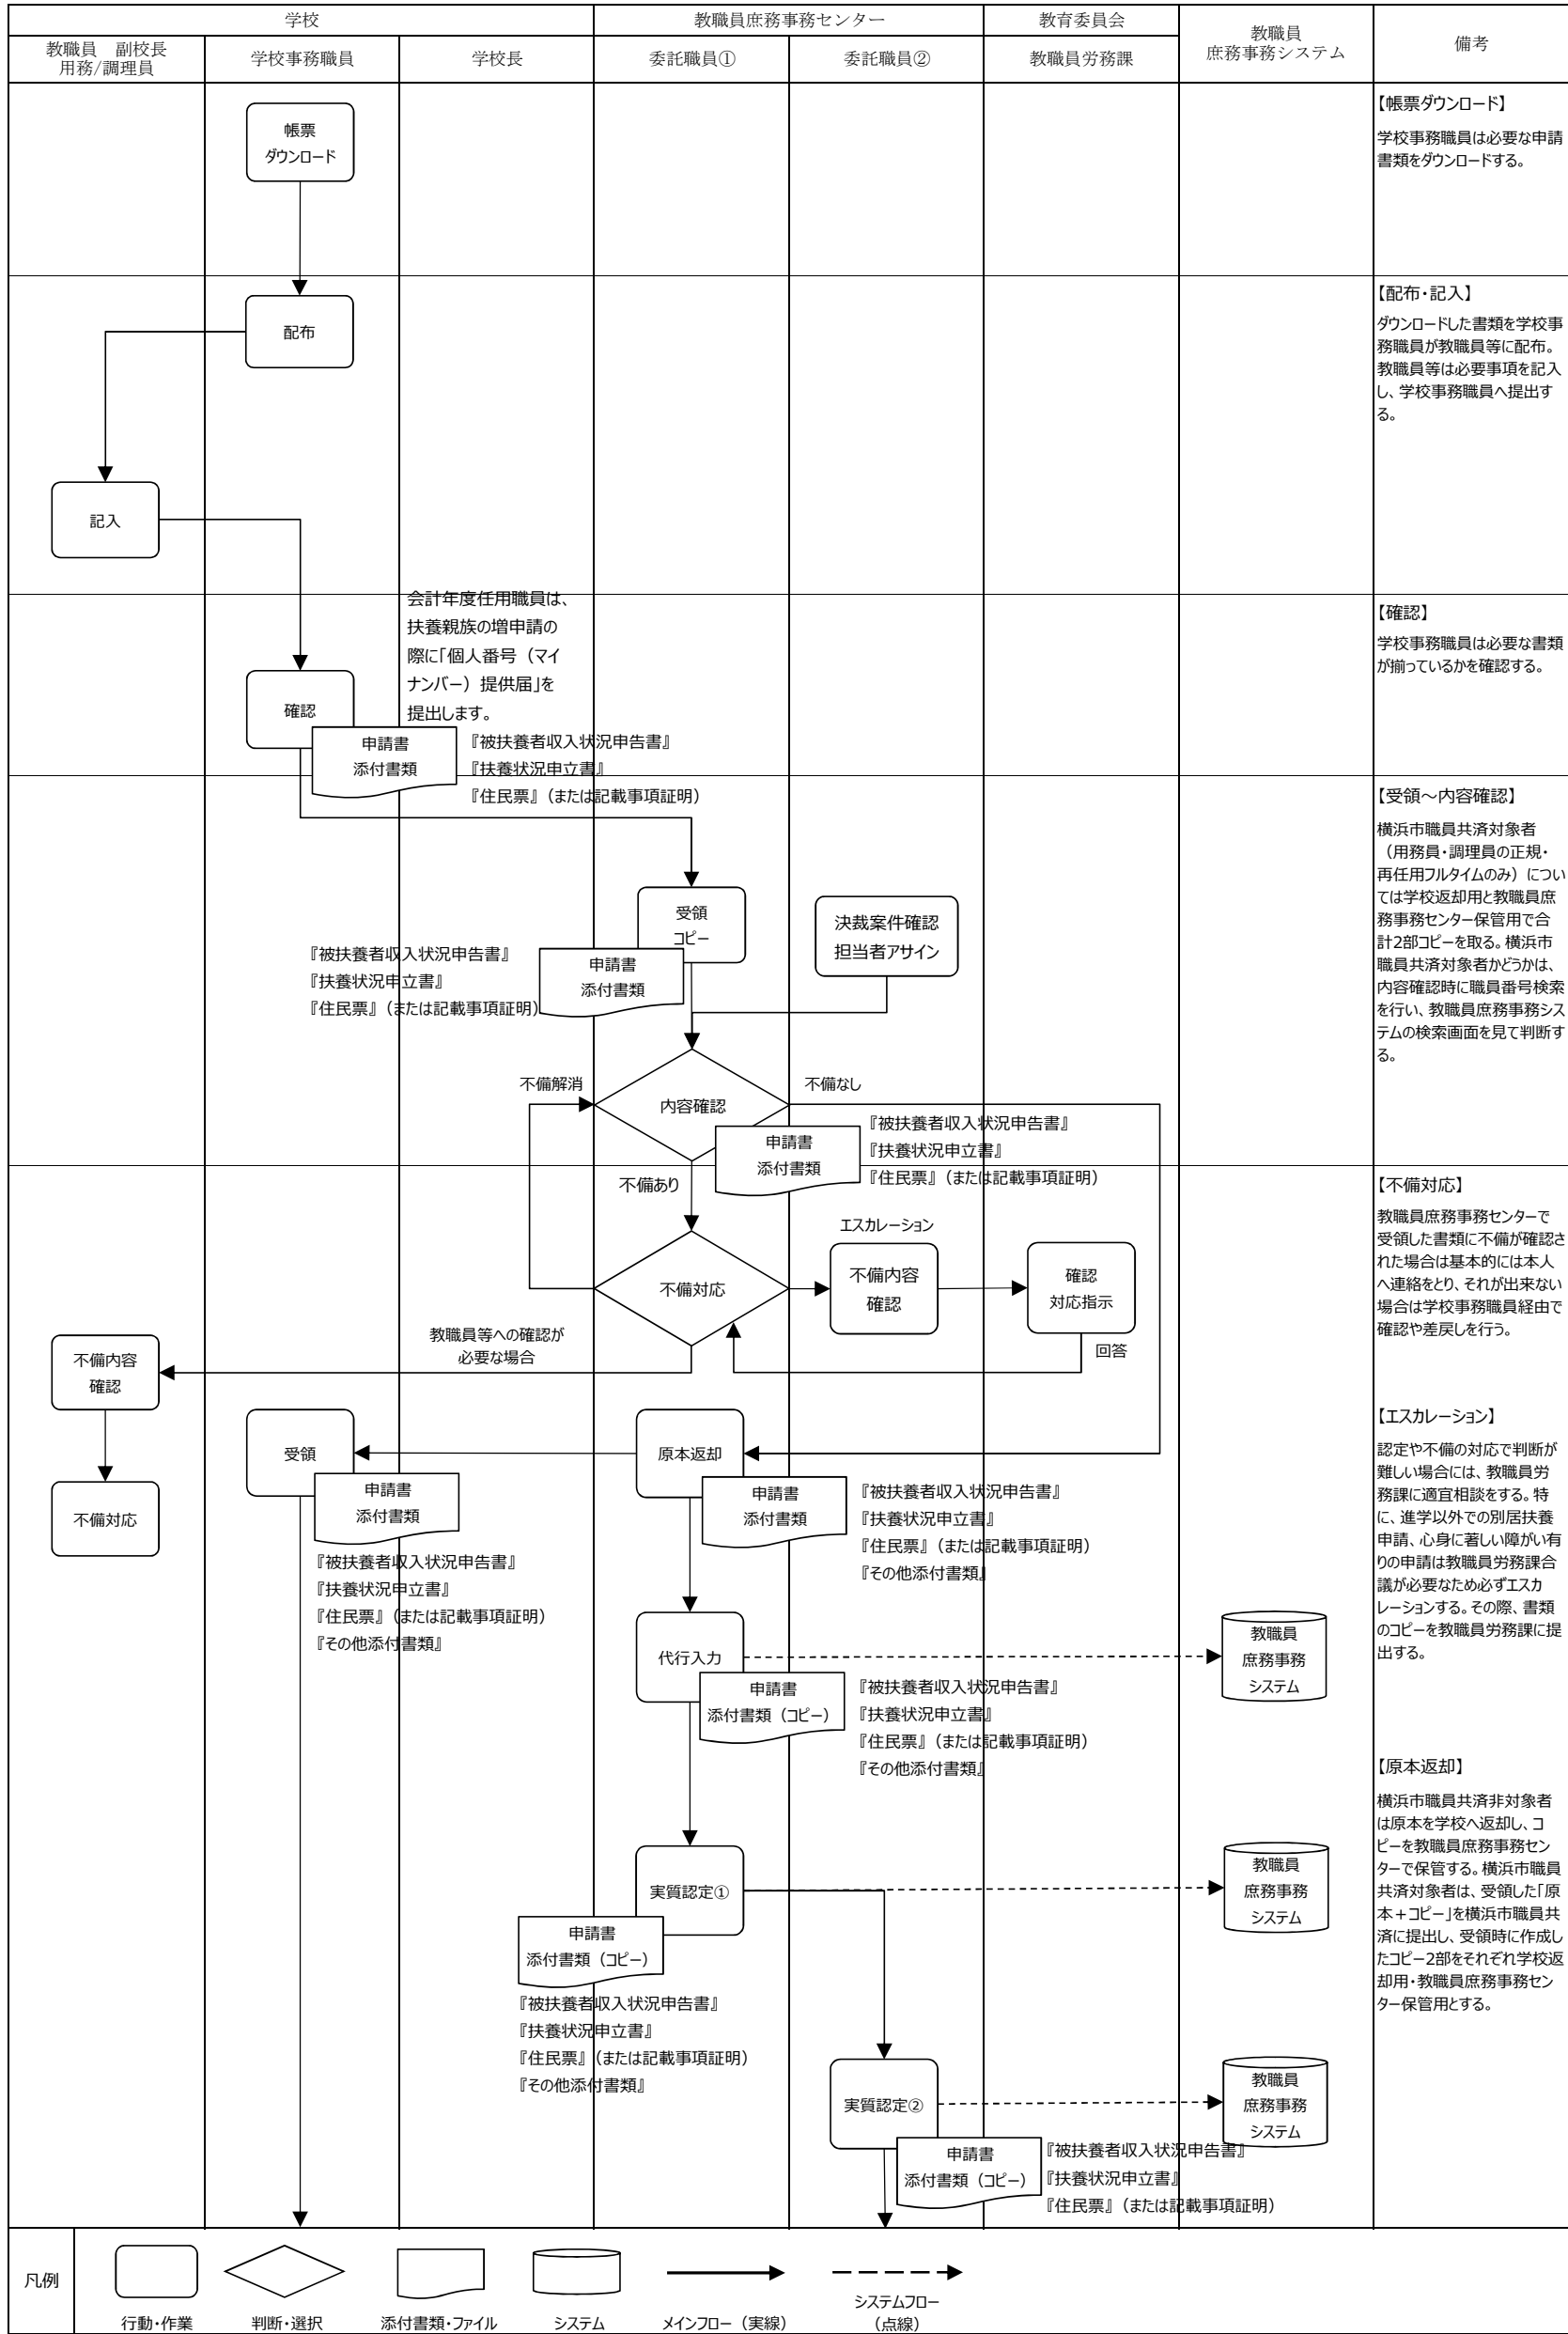 学校
教職員庶務事務センター
教育委員会
教職員
庶務事務システム
備考
教職員　副校長
用務/調理員
学校事務職員
学校長
委託職員①
委託職員②
教職員労務課
帳票
ダウンロード
【帳票ダウンロード】
学校事務職員は必要な申請
書類をダウンロードする。
配布
記入
【配布・記入】
ダウンロードした書類を学校事
務職員が教職員等に配布。
教職員等は必要事項を記入
し、学校事務職員へ提出す
る。
会計年度任用職員は、
扶養親族の増申請の
際に「個人番号（マイ
ナンバー）提供届」を
提出します。
確認
申請書
添付書類
『被扶養者収入状況申告書』
『扶養状況申立書』
『住民票』（または記載事項証明）
【確認】
学校事務職員は必要な書類
が揃っているかを確認する。
受領
コピー
申請書
添付書類
『被扶養者収入状況申告書』
『扶養状況申立書』
『住民票』（または記載事項証明）
決裁案件確認
担当者アサイン
不備解消
内容確認
不備なし
申請書
添付書類
『被扶養者収入状況申告書』
『扶養状況申立書』
『住民票』（または記載事項証明）
【受領～内容確認】
横浜市職員共済対象者
（用務員・調理員の正規・
再任用フルタイムのみ）につい
ては学校返却用と教職員庶
務事務センター保管用で合
計2部コピーを取る。横浜市
職員共済対象者かどうかは、
内容確認時に職員番号検索
を行い、教職員庶務事務シス
テムの検索画面を見て判断す
る。
不備あり
不備対応
エスカレーション
不備内容
確認
確認
対応指示
回答
教職員等への確認が
必要な場合
不備内容
確認
不備対応
【不備対応】
教職員庶務事務センターで
受領した書類に不備が確認さ
れた場合は基本的には本人
へ連絡をとり、それが出来ない
場合は学校事務職員経由で
確認や差戻しを行う。
受領
申請書
添付書類
『被扶養者収入状況申告書』
『扶養状況申立書』
『住民票』（または記載事項証明）
『その他添付書類』
原本返却
申請書
添付書類
『被扶養者収入状況申告書』
『扶養状況申立書』
『住民票』（または記載事項証明）
『その他添付書類』
【エスカレーション】
認定や不備の対応で判断が
難しい場合には、教職員労
務課に適宜相談をする。特
に、進学以外での別居扶養
申請、心身に著しい障がい有
りの申請は教職員労務課合
議が必要なため必ずエスカ
レーションする。その際、書類
のコピーを教職員労務課に提
出する。
代行入力
申請書
添付書類（コピー）
『被扶養者収入状況申告書』
『扶養状況申立書』
『住民票』（または記載事項証明）
『その他添付書類』
教職員
庶務事務
システム
実質認定①
申請書
添付書類（コピー）
『被扶養者収入状況申告書』
『扶養状況申立書』
『住民票』（または記載事項証明）
『その他添付書類』
教職員
庶務事務
システム
【原本返却】
横浜市職員共済非対象者
は原本を学校へ返却し、コ
ピーを教職員庶務事務セン
ターで保管する。横浜市職員
共済対象者は、受領した「原
本＋コピー」を横浜市職員共
済に提出し、受領時に作成し
たコピー2部をそれぞれ学校返
却用・教職員庶務事務セン
ター保管用とする。
実質認定②
申請書
添付書類（コピー）
『被扶養者収入状況申告書』
『扶養状況申立書』
『住民票』（または記載事項証明）
教職員
庶務事務
システム
凡例
行動・作業
判断・選択
添付書類・ファイル
システム
メインフロー（実線）
システムフロー
（点線）